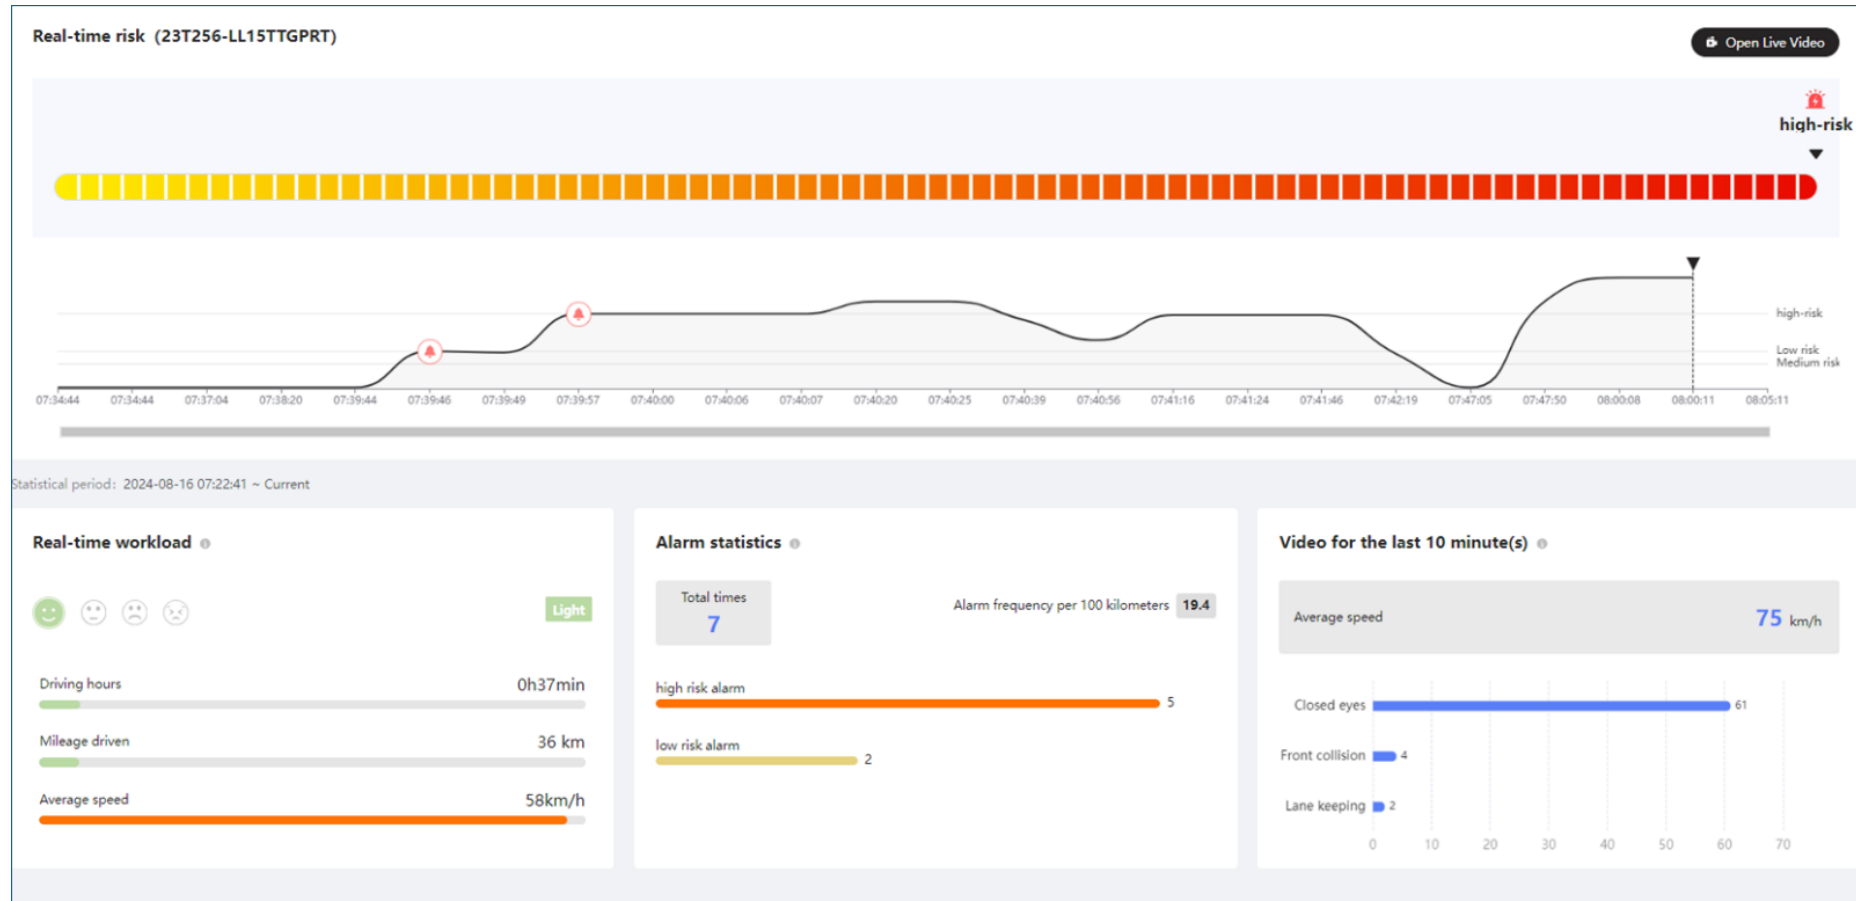 Real-time risk (23T256-LL15TTGPRT)
Open Live Video
high-risk
high-risk
Low risk
Medium risk
07:34:44 07:34:44 07:37:04 07:38:20 07:39:44 07:39:46 07:39:49 07:39:57 07:40:00 07:40:06 07:40:07 07:40:20 07:40:25 07:40:39 07:40:56 07:41:16 07:41:24 07:41:46 07:42:19 07:47:05 07:47:50 08:00:08 08:00:11 08:05:11
Statistical period: 2024-08-16 07:22:41 ~ Current
Real-time workload
Light
Driving hours 0h37min
Mileage driven 36 km
Average speed 58km/h
Alarm statistics
Total times
7
Alarm frequency per 100 kilometers 19.4
high risk alarm
5
low risk alarm
2
Video for the last 10 minute(s)
Average speed 75 km/h
Closed eyes 61
Front collision 4
Lane keeping 2
0 10 20 30 40 50 60 70